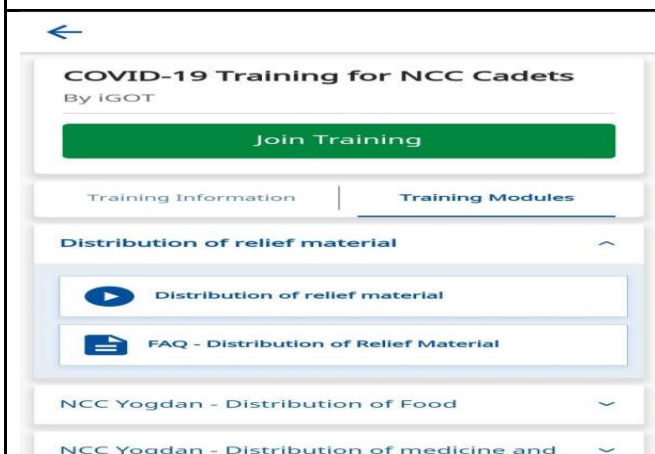 COVID-19 Training for NCC Cadets
By iGOT
Join Training
Training Information
Training Modules
Distribution of relief material
Distribution of relief material
FAQ - Distribution of Relief Material
NCC Yogdan - Distribution of Food
NCC Yogdan - Distribution of medicine and